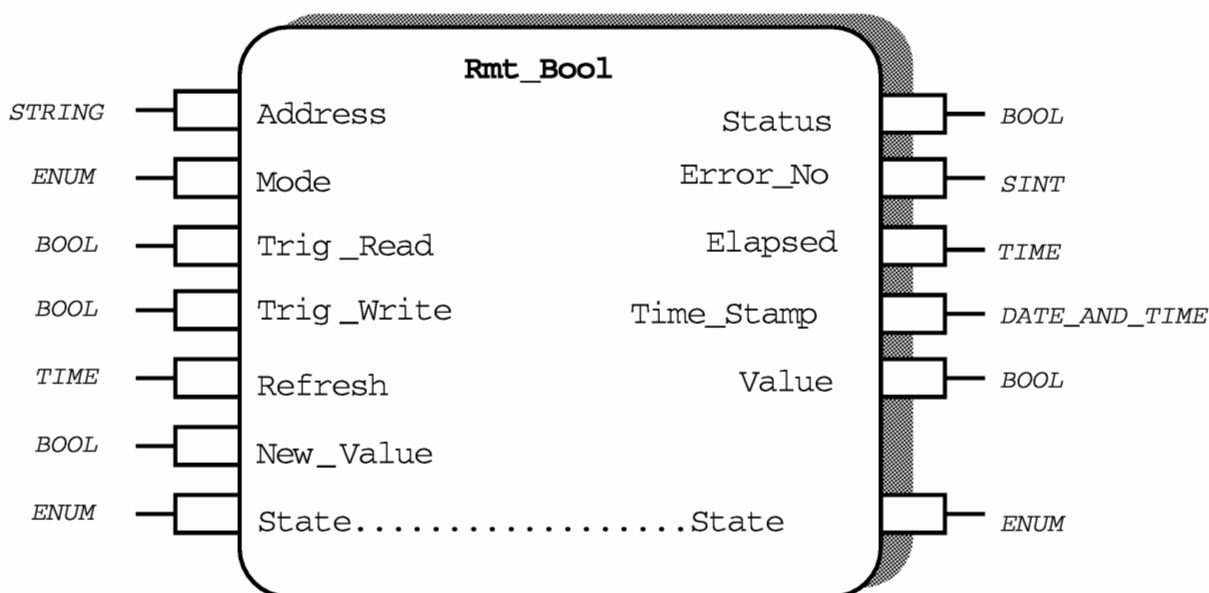 Rmt_Bool
STRING Address Status BOOL
ENUM Mode Error_No SINT
BOOL Trig_Read Elapsed TIME
BOOL Trig_Write Time_Stamp DATE_AND_TIME
TIME Refresh Value BOOL
BOOL New_Value
ENUM State..................State ENUM